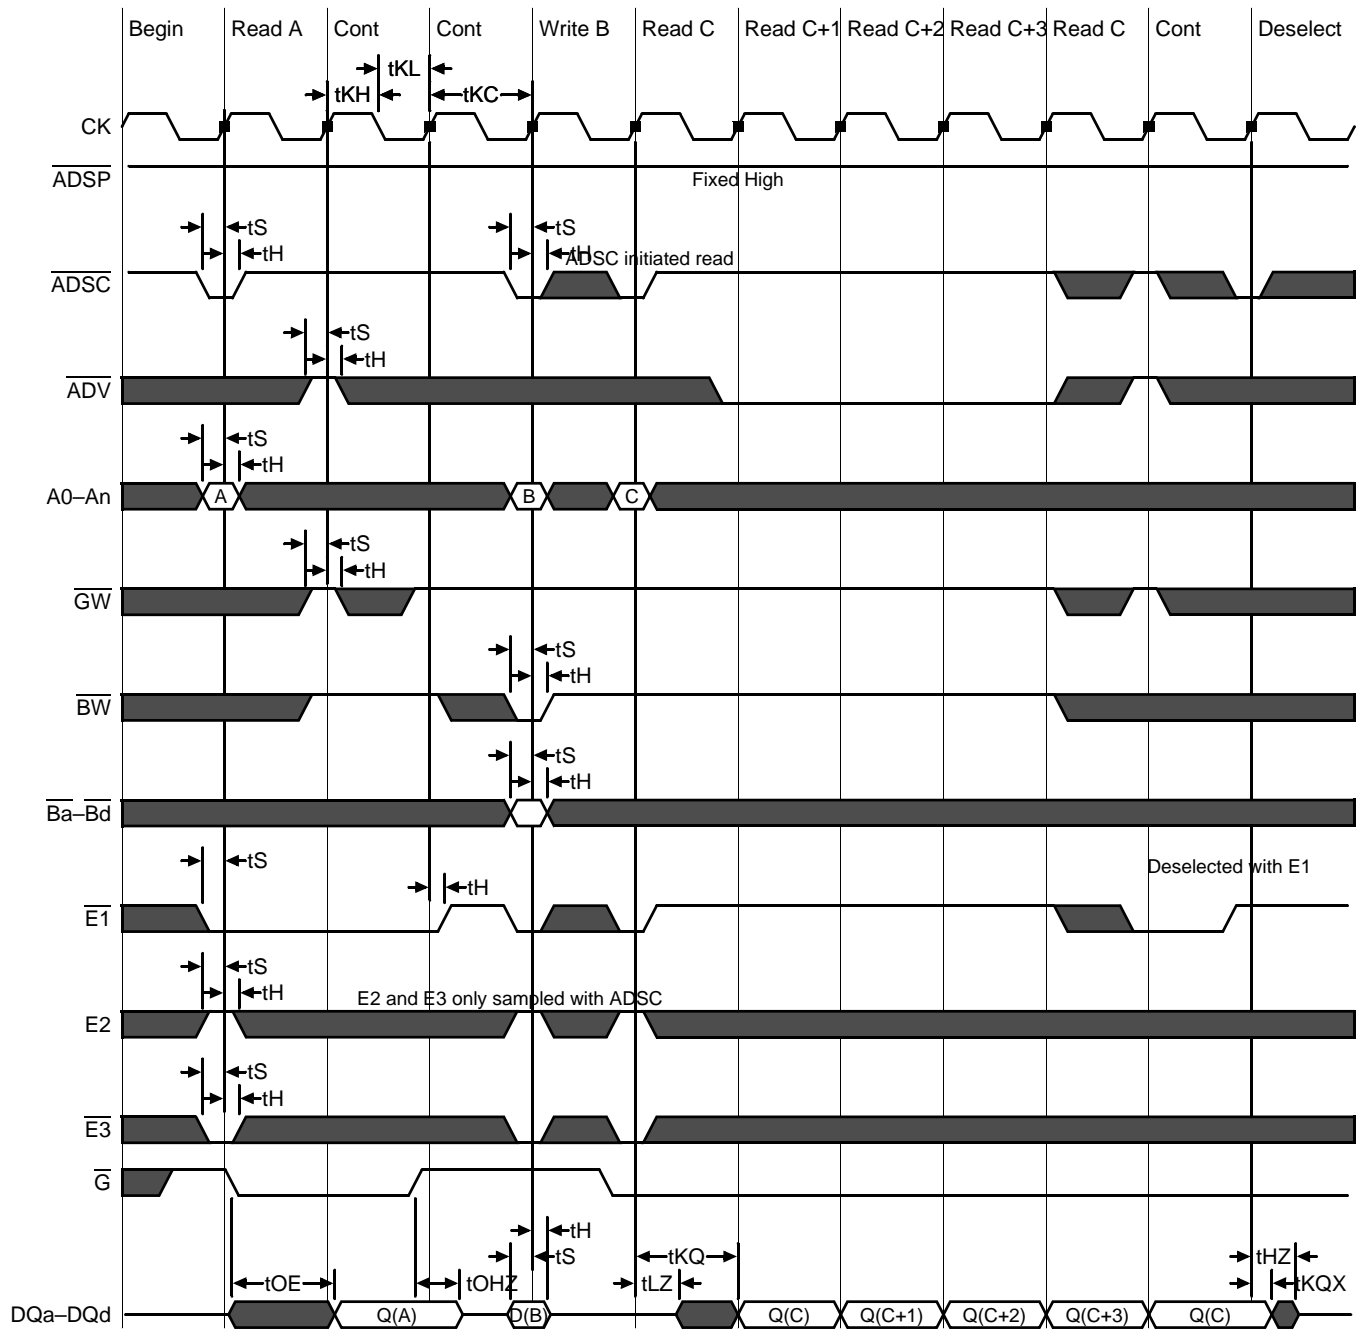 Begin Read A Cont Cont Write B Read C Read C+1 Read C+2 Read C+3 Read C Cont Deselect
tKL
tKH tKC
CK
ADSP
Fixed High
tS tS
tH tH
ADSC initiated read
ADSC
tS
tH
ADV
tS
tH
A0–An A B C
tS
tH
GW
tS
tH
BW
tS
tH
Ba–Bd
tS
Deselected with E1
tH
E1
tS
tH
E2 and E3 only sampled with ADSC
E2
tS
tH
E3
G
tH
tS tKQ tHZ
tOE tOHZ tLZ tKQX
DQa–DQd Q(A) D(B) Q(C) Q(C+1) Q(C+2) Q(C+3) Q(C)